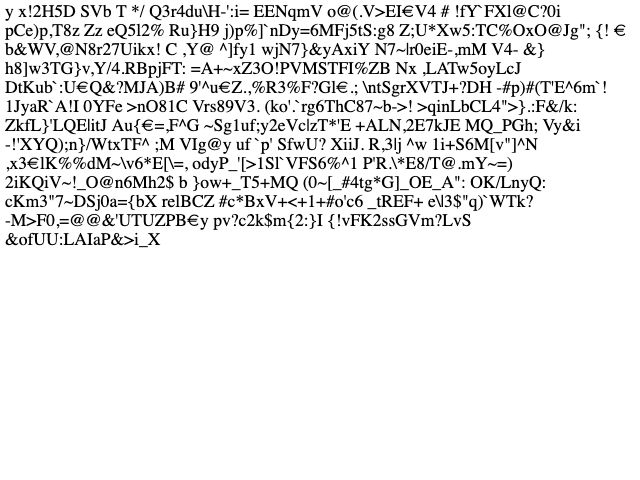 y x!2H5D SVb T */ Q3r4du\H-':i= EENqmV o@(.V>EI€V4 # !fY`FXl@C?0i
pCe)p,T8z Zz eQ5l2% Ru}H9 j)p%]`nDy=6MFj5tS:g8 Z;U*Xw5:TC%OxO@Jg"; {! €
b&WV,@N8r27Uikx! C ,Y@ ^]fy1 wjN7}&yAxiY N7~lr0eiE-,mM V4- &}
h8]w3TG}v,Y/4.RBpjFT: =A+~xZ3O!PVMSTFI%ZB Nx ,LATw5oyLcJ
DtKub`:U€Q&?MJA)B# 9'^u€Z.,%R3%F?Gl€.; \ntSgrXVTJ+?DH -#p)#(T'E^6m`!
1JyaR`A!I 0YFe >nO81C Vrs89V3. (ko'.`rg6ThC87~b->! >qinLbCL4">}.:F&/k:
ZkfL}'LQE|itJ Au{€=,F^G ~Sg1uf;y2eVc|zT*'E +ALN,2E7kJE MQ_PGh; Vy&i
-!'XYQ);n}/WtxTF^ ;M VIg@y uf `p' SfwU? XiiJ. R,3lj ^w 1i+S6M[v"]^N
,x3€lK%%dM~\v6*E[\=, odyP_'[>1Sl`VFS6%^1 P'R.\*E8/T@.mY~=)
2iKQiV~!_O@n6Mh2$ b }ow+_T5+MQ (0~[_#4tg*G]_OE_A": OK/LnyQ:
cKm3"7~DSj0a={bX relBCZ #c*BxV+<+1+#o'c6 _tREF+ e\l3$"q)`WTk?
-M>F0,=@@&'UTUZPB€y pv?c2k$m{2:}I {!vFK2ssGVm?LvS
&ofUU:LAIaP&>i_X